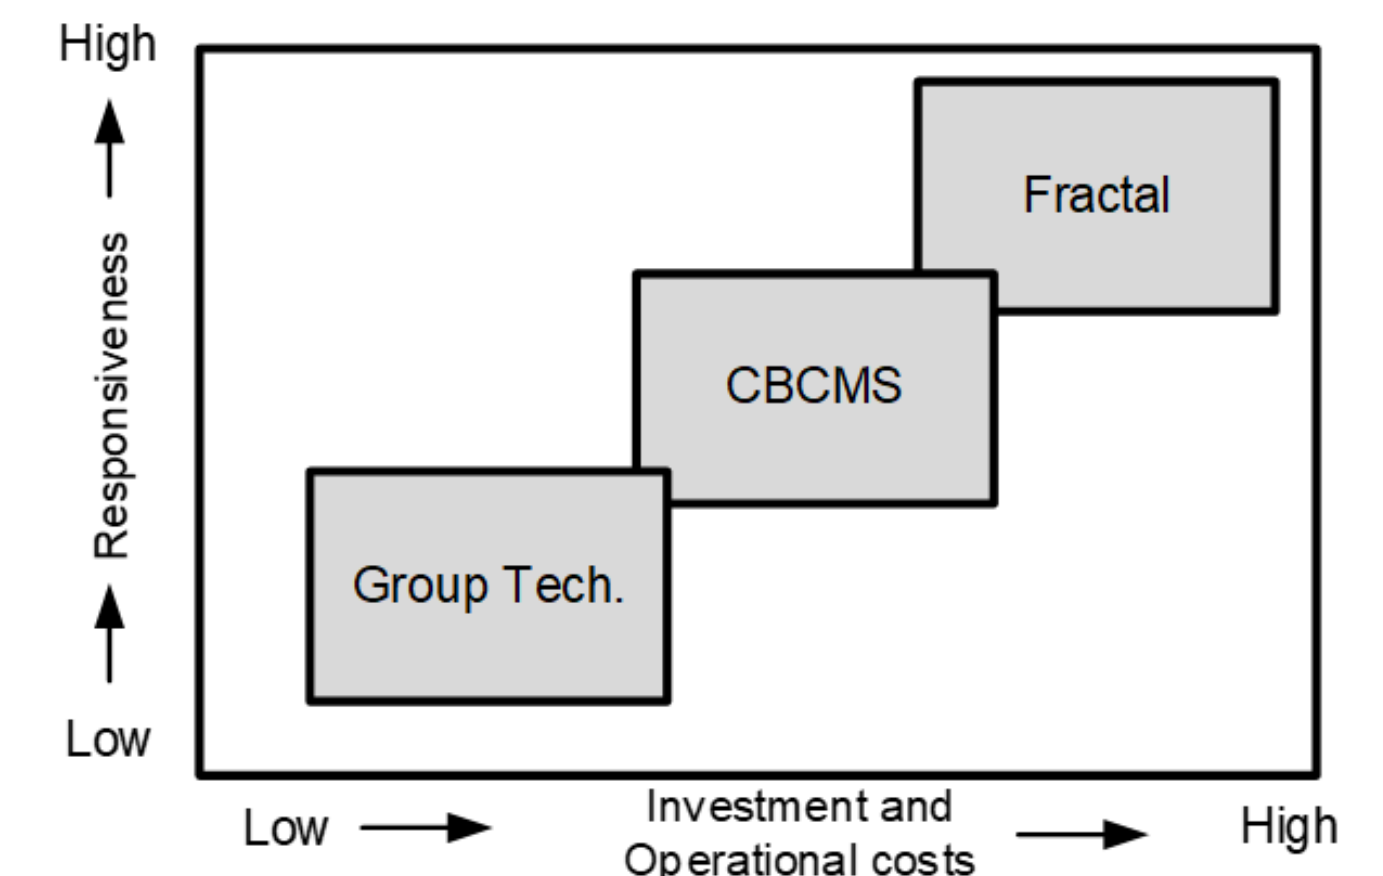 High
Fractal
Responsiveness
CBCMS
Group Tech.
Low
Low
Investment and
Operational costs
High